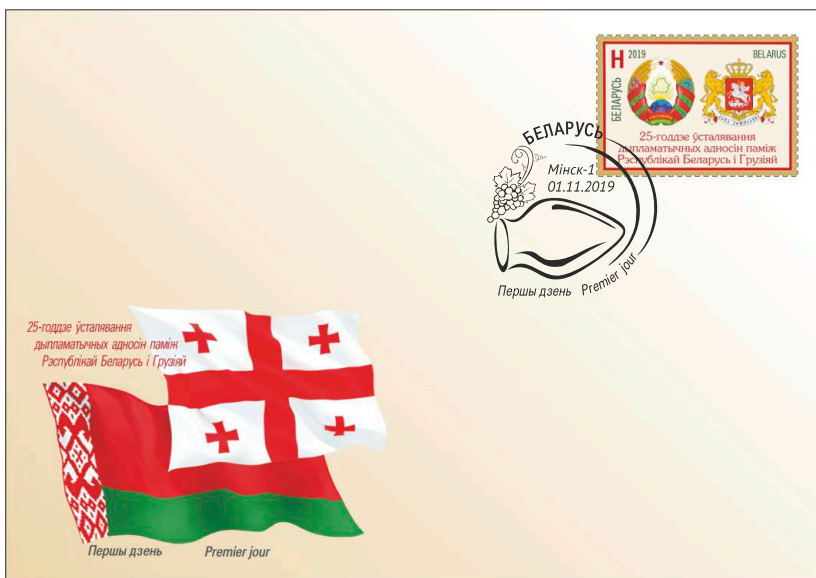 Н 2019 BELARUS
БЕЛАРУСЬ
25-годдзе ўсталявання
дыпламатычных адносін паміж
Рэспублікай Беларусь і Грузіяй
БЕЛАРУСЬ
Мінск-1
01.11.2019
Першы дзень Premier jour
25-годдзе ўсталявання
дыпламатычных адносін паміж
Рэспублікай Беларусь і Грузіяй
Першы дзень Premier jour